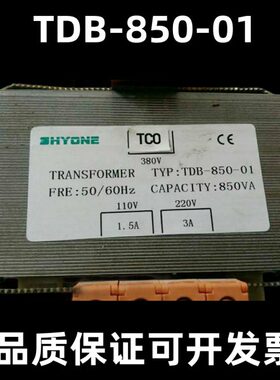 TDB-850-01
SHYONE
TCO
CE
380V
TRANSFORMER TYP:TDB-850-01
FRE:50/60Hz CAPACITY:850VA
110V 220V
1.5A 3A
品质保证可开发票